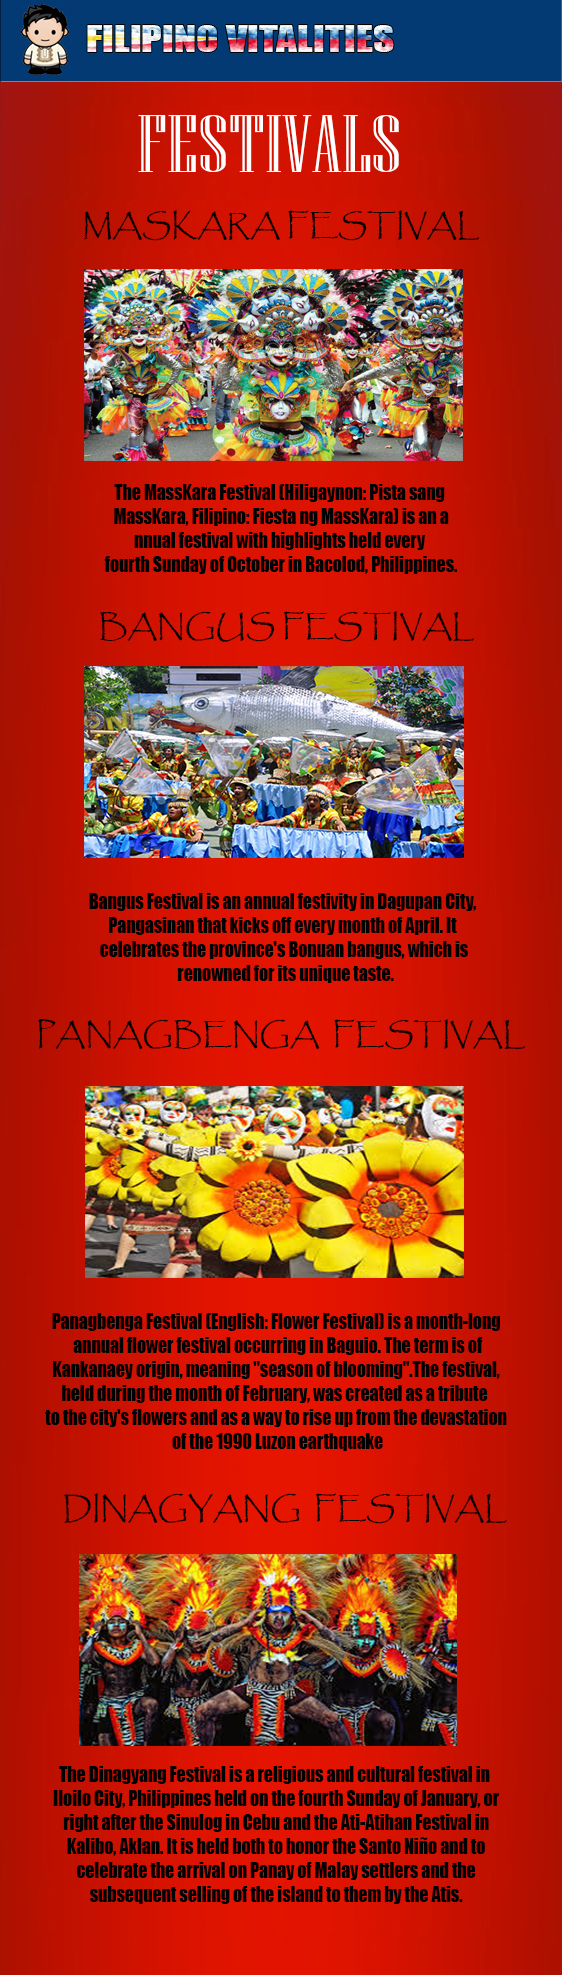 FILIPINO VITALITIES
FESTIVALS
MASKARA FESTIVAL
The MassKara Festival (Hiligaynon: Pista sang
MassKara, Filipino: Fiesta ng MassKara) is an a
nnual festival with highlights held every
fourth Sunday of October in Bacolod, Philippines.
BANGUS FESTIVAL
Bangus Festival is an annual festivity in Dagupan City,
Pangasinan that kicks off every month of April. It
celebrates the province's Bonuan bangus, which is
renowned for its unique taste.
PANAGBENGA FESTIVAL
Panagbenga Festival (English: Flower Festival) is a month-long
annual flower festival occurring in Baguio. The term is of
Kankanaey origin, meaning "season of blooming".The festival,
held during the month of February, was created as a tribute
to the city's flowers and as a way to rise up from the devastation
of the 1990 Luzon earthquake
DINAGYANG FESTIVAL
The Dinagyang Festival is a religious and cultural festival in
Iloilo City, Philippines held on the fourth Sunday of January, or
right after the Sinulog in Cebu and the Ati-Atihan Festival in
Kalibo, Aklan. It is held both to honor the Santo Niño and to
celebrate the arrival on Panay of Malay settlers and the
subsequent selling of the island to them by the Atis.